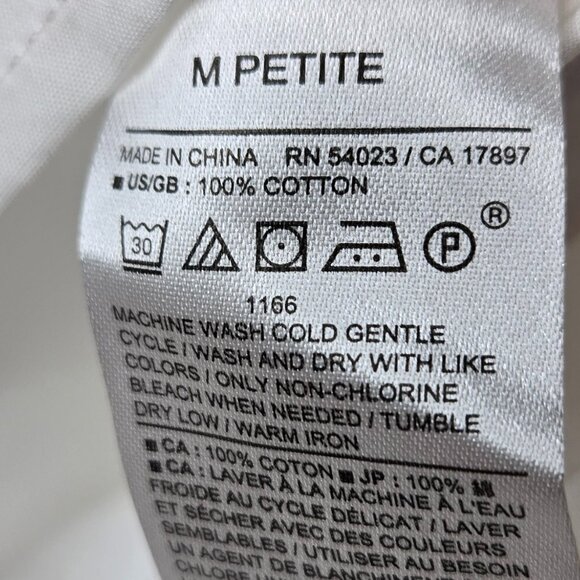 M PETITE
MADE IN CHINA RN 54023 / CA 17897
■ US/GB : 100% COTTON
30 P ®
1166
MACHINE WASH COLD GENTLE
CYCLE / WASH AND DRY WITH LIKE
COLORS / ONLY NON-CHLORINE
BLEACH WHEN NEEDED / TUMBLE
DRY LOW / WARM IRON
■ CA : 100% COTON ■ JP : 100% 綿
■ CA : LAVER À LA MACHINE À L'EAU
FROIDE AU CYCLE DÉLICAT / LAVER
ET SÉCHER AVEC DES COULEURS
SEMBLABLES / UTILISER AU BESOIN
UN AGENT DE BLANCHIMEN